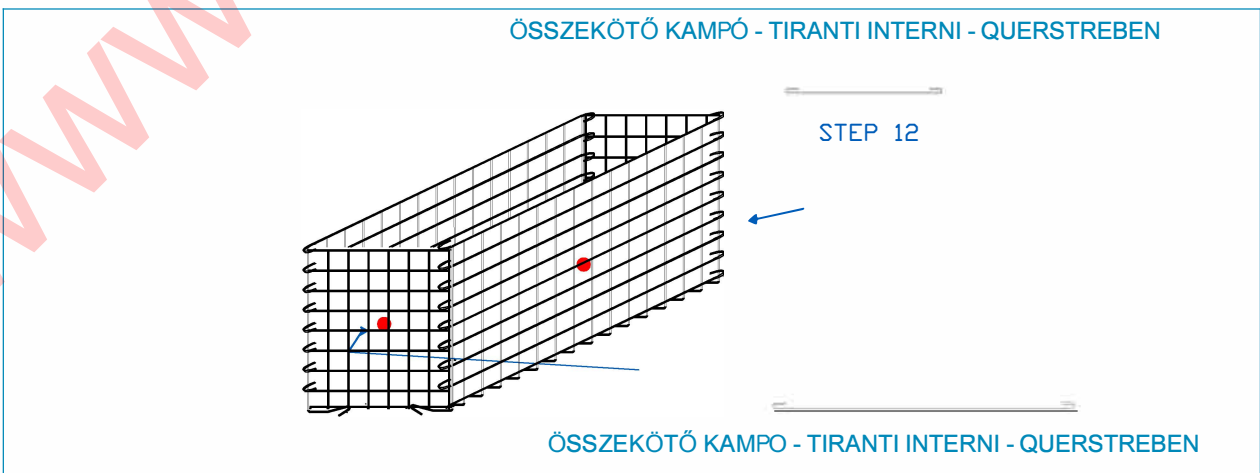 ÖSSZEKÖTŐ KAMPÓ - TIRANTI INTERNI - QUERSTREBEN
STEP 12
ÖSSZEKÖTŐ KAMPO - TIRANTI INTERNI - QUERSTREBEN